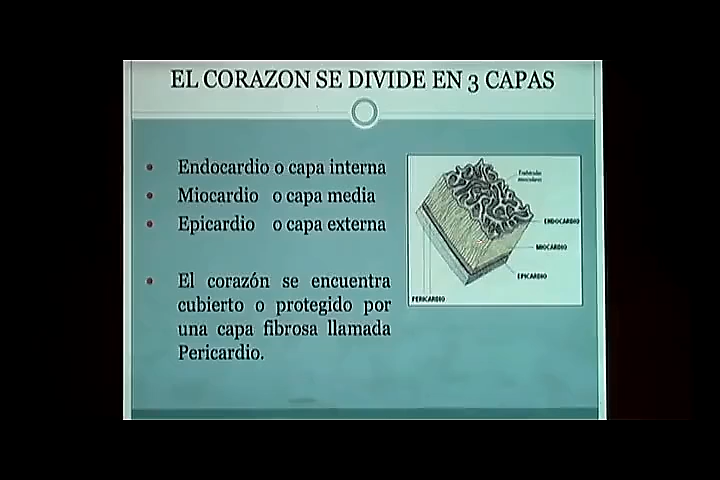 EL CORAZON SE DIVIDE EN 3 CAPAS
Endocardio o capa interna
Miocardio o capa media
Epicardio o capa externa
El corazón se encuentra
cubierto o protegido por
una capa fibrosa llamada
Pericardio.
musculares
ENDOCARDIO
MIOCARDIO
EPICARDIO
PERICARDIO